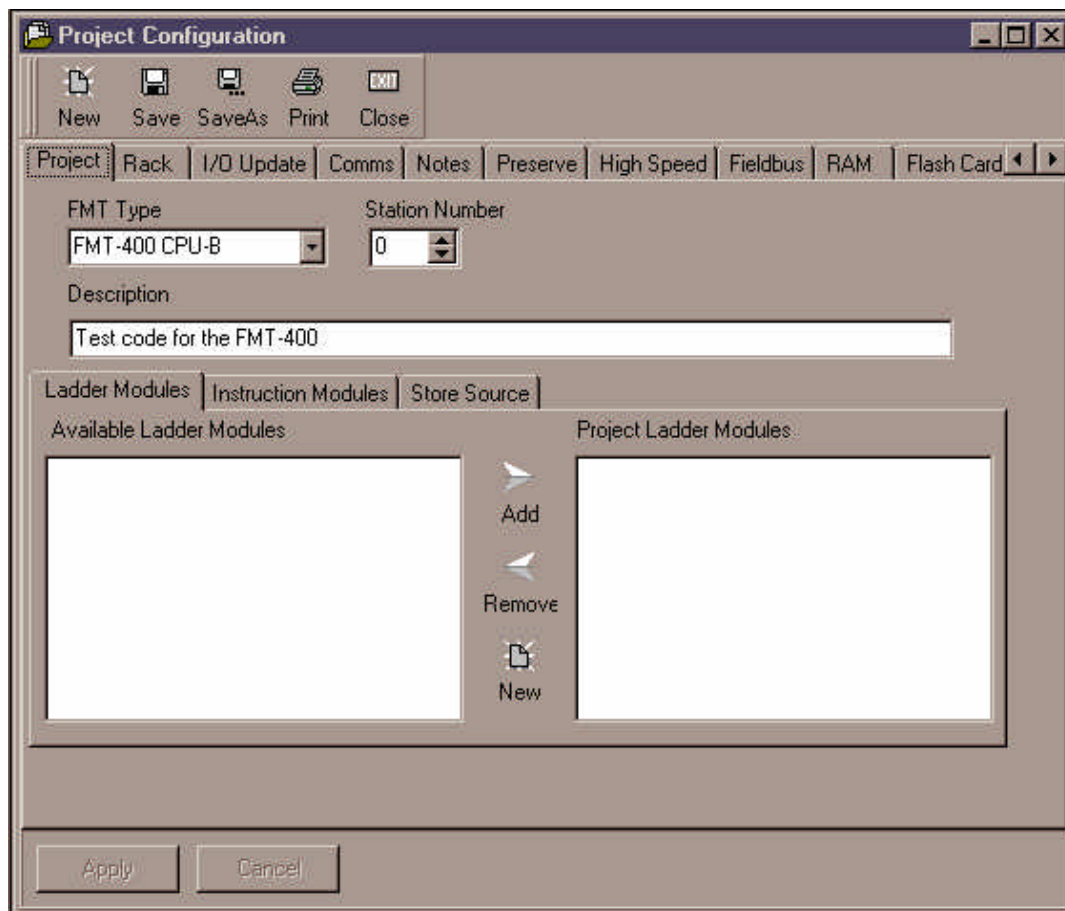 Project Configuration
EXIT
New Save SaveAs Print Close
Project Rack I/O Update Comms Notes Preserve High Speed Fieldbus RAM Flash Card
FMT Type Station Number
FMT-400 CPU-B 0
Description
Test code for the FMT-400
Ladder Modules Instruction Modules Store Source
Available Ladder Modules Project Ladder Modules
Add
Remove
New
Apply Cancel